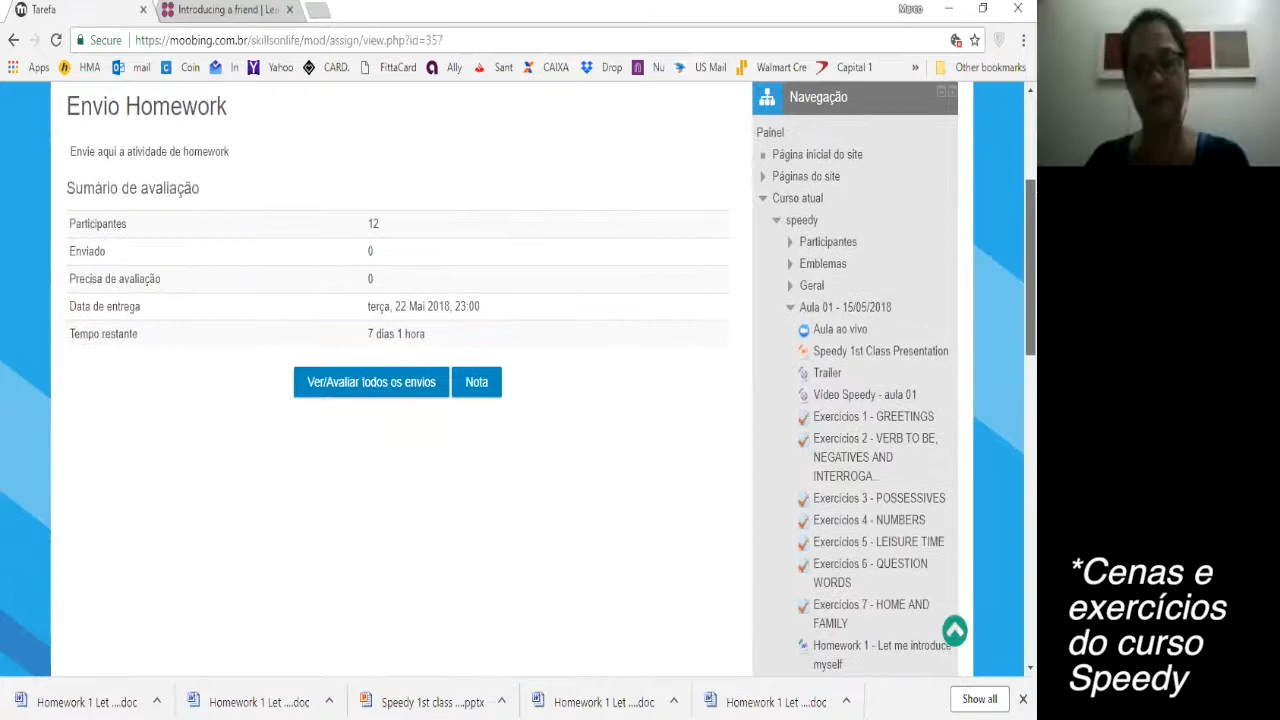 Tarefa
Introducing a friend | Lea
Marco
Secure
https://moobing.com.br/skillsonlife/mod/assign/view.php?id=357
Apps
HMA
mail
Coin
In
Yahoo
CARD.
FittaCard
Ally
Sant
CAIXA
Drop
Nu
US Mail
Walmart Cre
Capital 1
»
Other bookmarks
Envio Homework
Envie aqui a atividade de homework
Sumário de avaliação
Participantes 12
Enviado 0
Precisa de avaliação 0
Data de entrega terça, 22 Mai 2018, 23:00
Tempo restante 7 dias 1 hora
Ver/Avaliar todos os envios
Nota
Navegação
Painel
Página inicial do site
Páginas do site
Curso atual
speedy
Participantes
Emblemas
Geral
Aula 01 - 15/05/2018
Aula ao vivo
Speedy 1st Class Presentation
Trailer
Vídeo Speedy - aula 01
Exercicios 1 - GREETINGS
Exercicios 2 - VERB TO BE,
NEGATIVES AND
INTERROGA...
Exercícios 3 - POSSESSIVES
Exercicios 4 - NUMBERS
Exercicios 5 - LEISURE TIME
Exercicios 6 - QUESTION
WORDS
Exercicios 7 - HOME AND
FAMILY
Homework 1 - Let me introduce
myself
*Cenas e
exercícios
do curso
Speedy
Homework 1 Let ....doc
Homework 1 Let ....doc
Speedy 1st class ...pptx
Homework 1 Let ....doc
Homework 1 Let ....doc
Show all